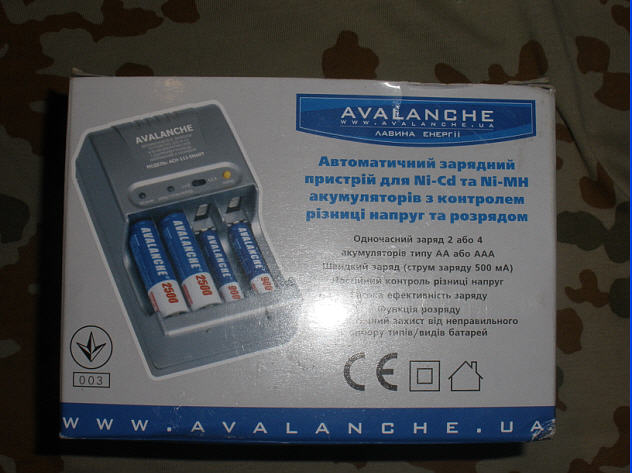 AVALANCHE
WWW.AVALANCHE.UA
ЛАВИНА ЕНЕРГІЇ
Автоматичний зарядний
пристрій для Ni-Cd та Ni-MH
акумуляторів з контролем
різниці напруг та розрядом
Одночасний заряд 2 або 4
акумуляторів типу АА або ААА
Швидкий заряд (струм заряду 500 мА)
Постійний контроль різниці напруг
ефективність заряду
Функція розряду
захист від неправильного
типів/видів батарей
AVALANCHE
AVALANCHE 2500
AVALANCHE 2500
AVALANCHE 900
AVALANCHE 900
003
CE
WWW.AVALANCHE.UA